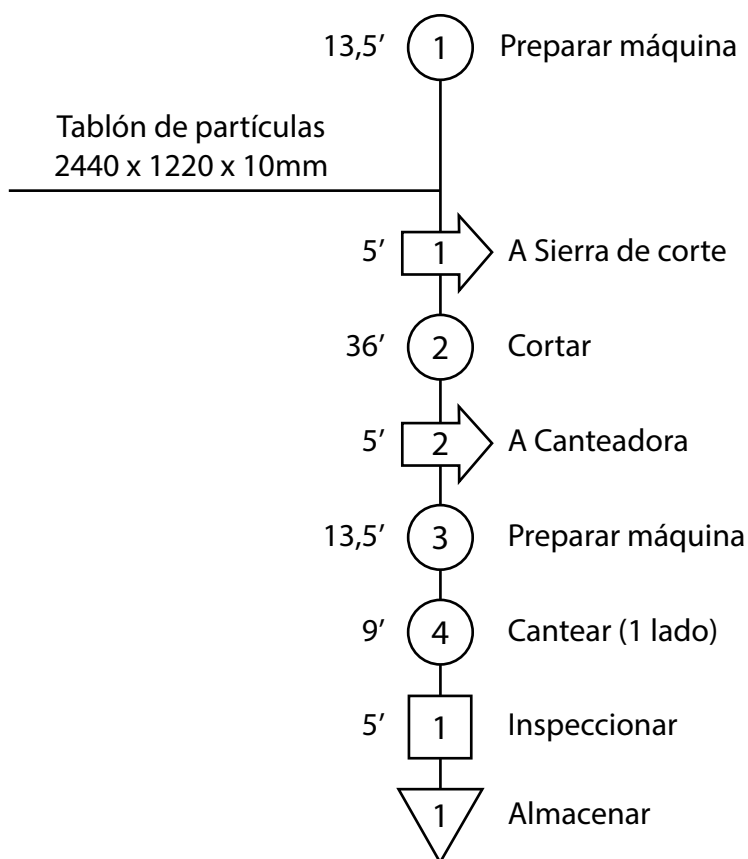 13,5’ 1 Preparar máquina
Tablón de partículas
2440 x 1220 x 10mm
5’ 1 A Sierra de corte
36’ 2 Cortar
5’ 2 A Canteadora
13,5’ 3 Preparar máquina
9’ 4 Cantear (1 lado)
5’ 1 Inspeccionar
1 Almacenar